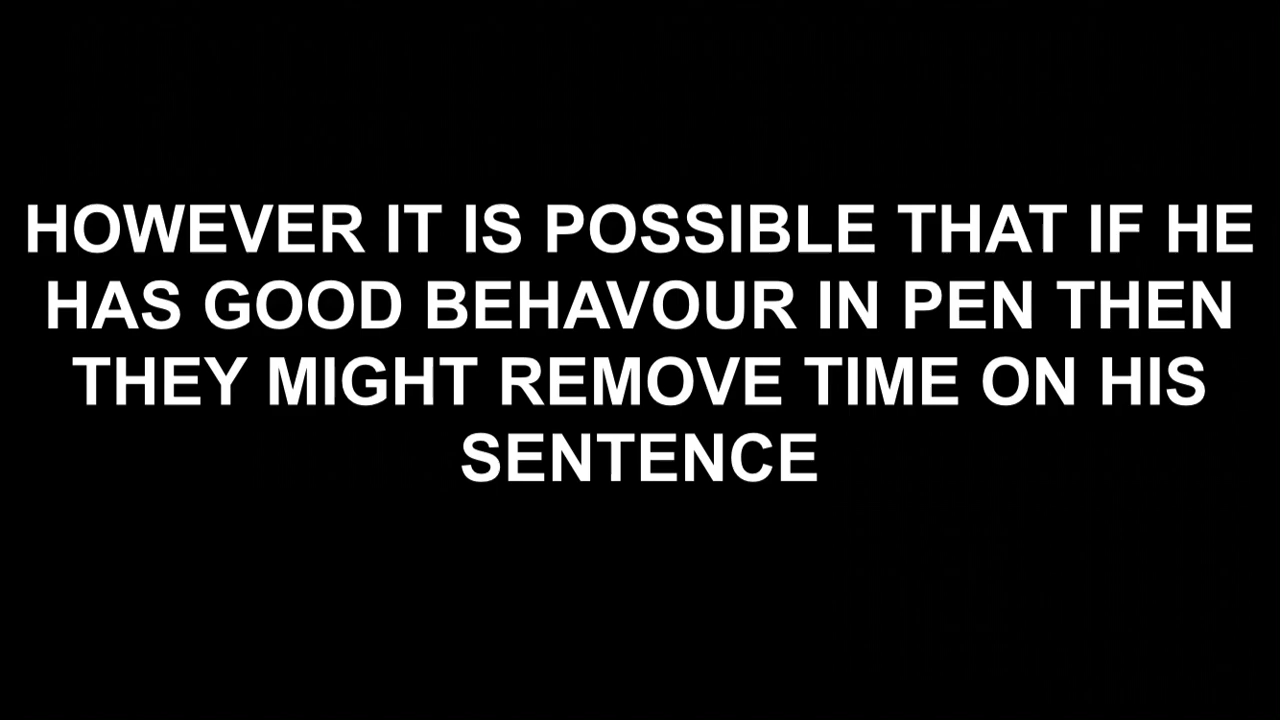 HOWEVER IT IS POSSIBLE THAT IF HE
HAS GOOD BEHAVOUR IN PEN THEN
THEY MIGHT REMOVE TIME ON HIS
SENTENCE